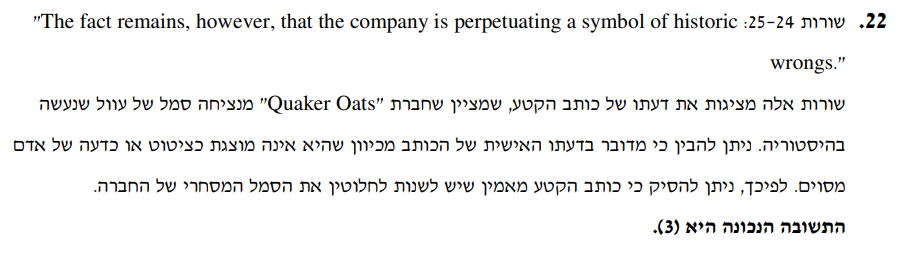 22. שורות 25-24: "The fact remains, however, that the company is perpetuating a symbol of historic
wrongs."
שורות אלה מציגות את דעתו של כותב הקטע, שמציין שחברת "Quaker Oats" מנציחה סמל של עוול שנעשה
בהיסטוריה. ניתן להבין כי מדובר בדעתו האישית של הכותב מכיוון שהיא אינה מוצגת כציטוט או כדעה של אדם
מסוים. לפיכך, ניתן להסיק כי כותב הקטע מאמין שיש לשנות לחלוטין את הסמל המסחרי של החברה.
התשובה הנכונה היא (3).